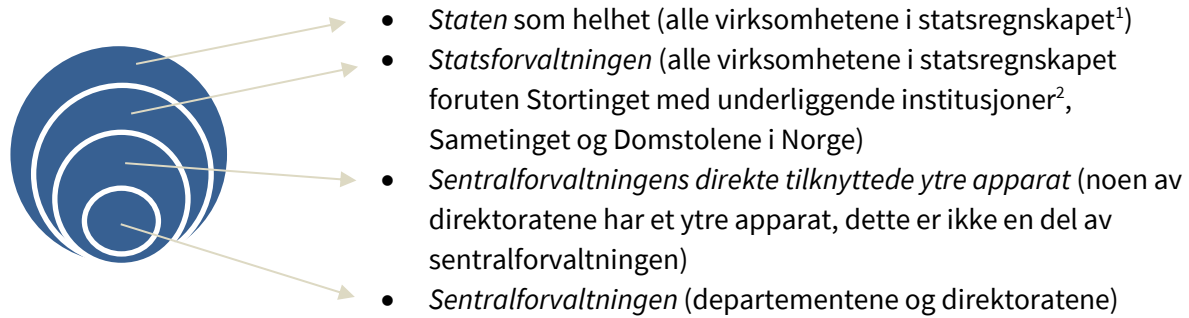 • Staten som helhet (alle virksomhetene i statsregnskapet¹)
• Statsforvaltningen (alle virksomhetene i statsregnskapet
foruten Stortinget med underliggende institusjoner²,
Sametinget og Domstolene i Norge)
• Sentralforvaltningens direkte tilknyttede ytre apparat (noen av
direktoratene har et ytre apparat, dette er ikke en del av
sentralforvaltningen)
• Sentralforvaltningen (departementene og direktoratene)